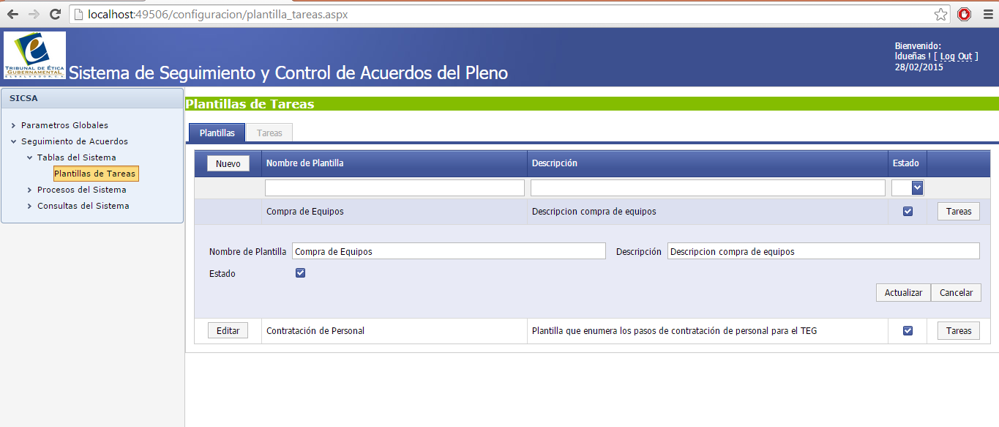 localhost:49506/configuracion/plantilla_tareas.aspx
TRIBUNAL DE ÉTICA
GUBERNAMENTAL
EL SALVADOR, C.A.
Sistema de Seguimiento y Control de Acuerdos del Pleno
Bienvenido:
ldueñas ! [ Log Out ]
28/02/2015
SICSA
Parametros Globales
Seguimiento de Acuerdos
Tablas del Sistema
Plantillas de Tareas
Procesos del Sistema
Consultas del Sistema
Plantillas de Tareas
Plantillas Tareas
Nuevo Nombre de Plantilla Descripción Estado
Compra de Equipos Descripcion compra de equipos Tareas
Nombre de Plantilla Compra de Equipos Descripción Descripcion compra de equipos
Estado
Actualizar Cancelar
Editar Contratación de Personal Plantilla que enumera los pasos de contratación de personal para el TEG Tareas